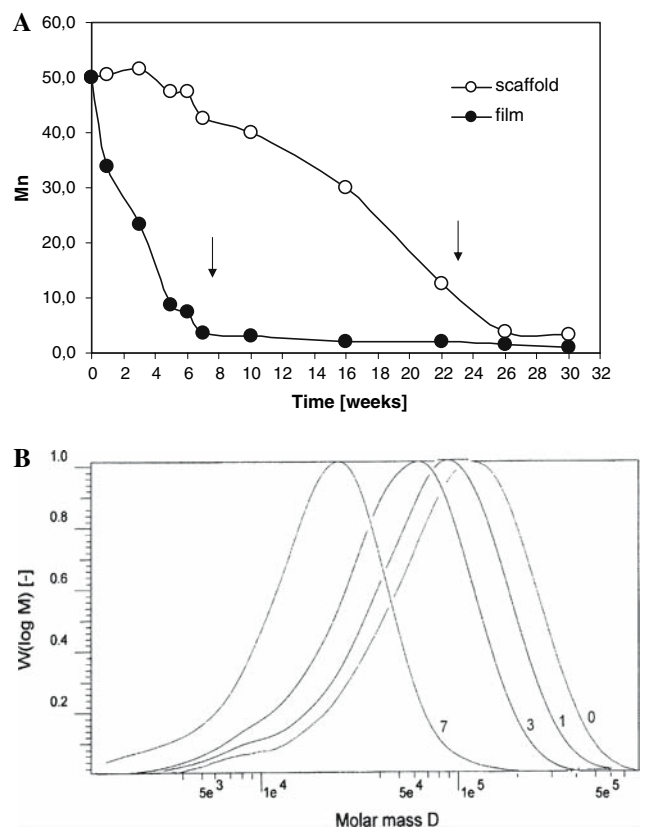 A
60,0
50,0
40,0
30,0
20,0
10,0
0,0
Mn
scaffold
film
0 2 4 6 8 10 12 14 16 18 20 22 24 26 28 30 32
Time [weeks]
B
1.0
0.8
0.6
0.4
0.2
W(log M) [-]
7 3 1 0
5e³ 1e⁴ 5e⁴ 1e⁵ 5e⁵
Molar mass D